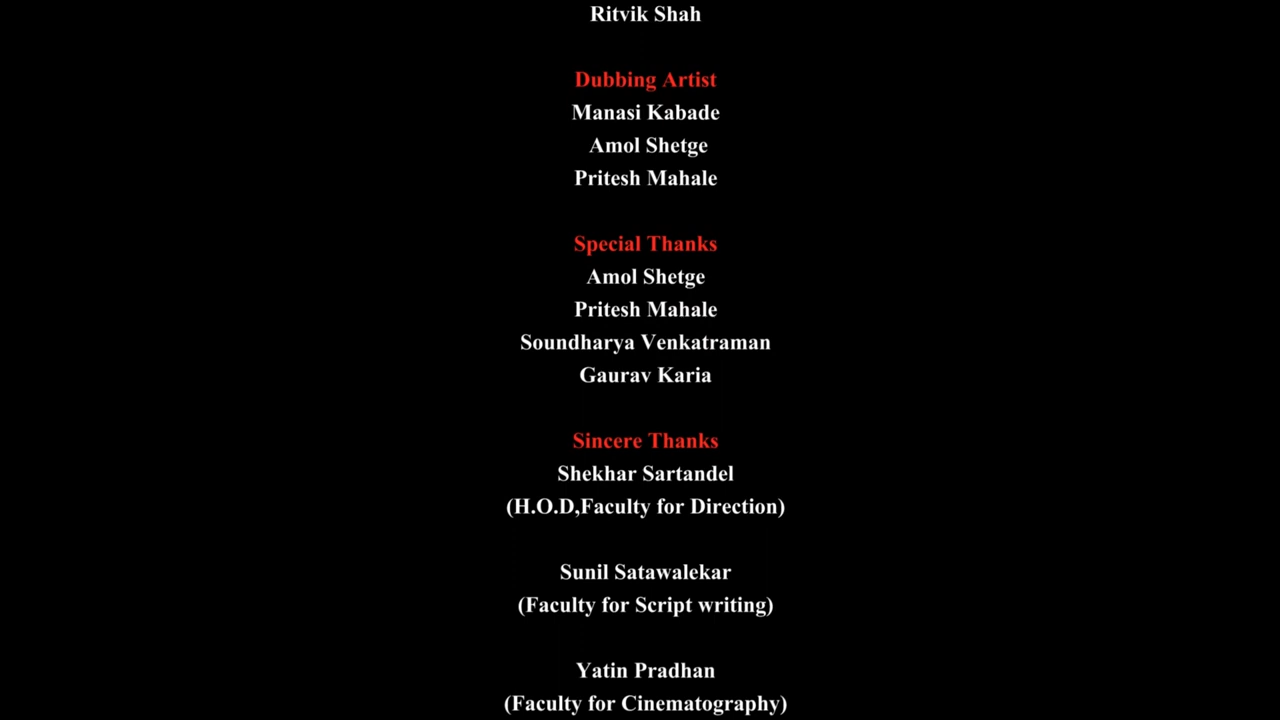 Ritvik Shah
Dubbing Artist
Manasi Kabade
Amol Shetge
Pritesh Mahale
Special Thanks
Amol Shetge
Pritesh Mahale
Soundharya Venkatraman
Gaurav Karia
Sincere Thanks
Shekhar Sartandel
(H.O.D,Faculty for Direction)
Sunil Satawalekar
(Faculty for Script writing)
Yatin Pradhan
(Faculty for Cinematography)